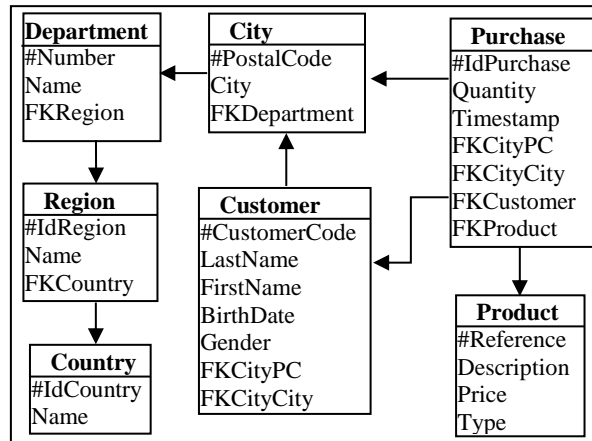 Department
#Number
Name
FKRegion
City
#PostalCode
City
FKDepartment
Purchase
#IdPurchase
Quantity
Timestamp
FKCityPC
FKCityCity
FKCustomer
FKProduct
Region
#IdRegion
Name
FKCountry
Customer
#CustomerCode
LastName
FirstName
BirthDate
Gender
FKCityPC
FKCityCity
Country
#IdCountry
Name
Product
#Reference
Description
Price
Type